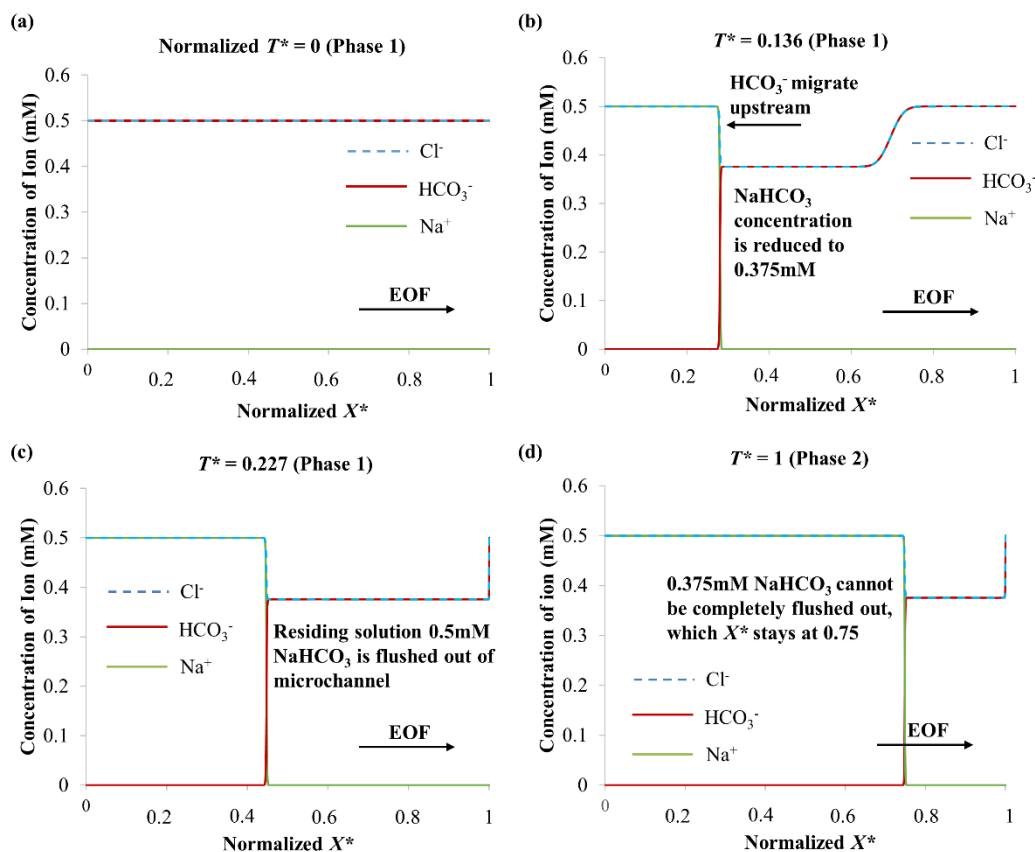 (a)
Normalized T* = 0 (Phase 1)
Concentration of Ion (mM)
0.6
0.5
0.4
0.3
0.2
0.1
0
Cl-
HCO3-
Na+
EOF
0 0.2 0.4 0.6 0.8 1
Normalized X*
(b)
T* = 0.136 (Phase 1)
Concentration of Ion (mM)
0.6
0.5
0.4
0.3
0.2
0.1
0
HCO3- migrate
upstream
Cl-
HCO3-
Na+
NaHCO3
concentration
is reduced to
0.375mM
EOF
0 0.2 0.4 0.6 0.8 1
Normalized X*
(c)
T* = 0.227 (Phase 1)
Concentration of Ion (mM)
0.6
0.5
0.4
0.3
0.2
0.1
0
Cl-
HCO3-
Na+
Residing solution 0.5mM
NaHCO3 is flushed out of
microchannel
EOF
0 0.2 0.4 0.6 0.8 1
Normalized X*
(d)
T* = 1 (Phase 2)
Concentration of ion (mM)
0.6
0.5
0.4
0.3
0.2
0.1
0
0.375mM NaHCO3 cannot
be completely flushed out,
which X* stays at 0.75
Cl-
HCO3-
Na+
EOF
0 0.2 0.4 0.6 0.8 1
Normalized X*